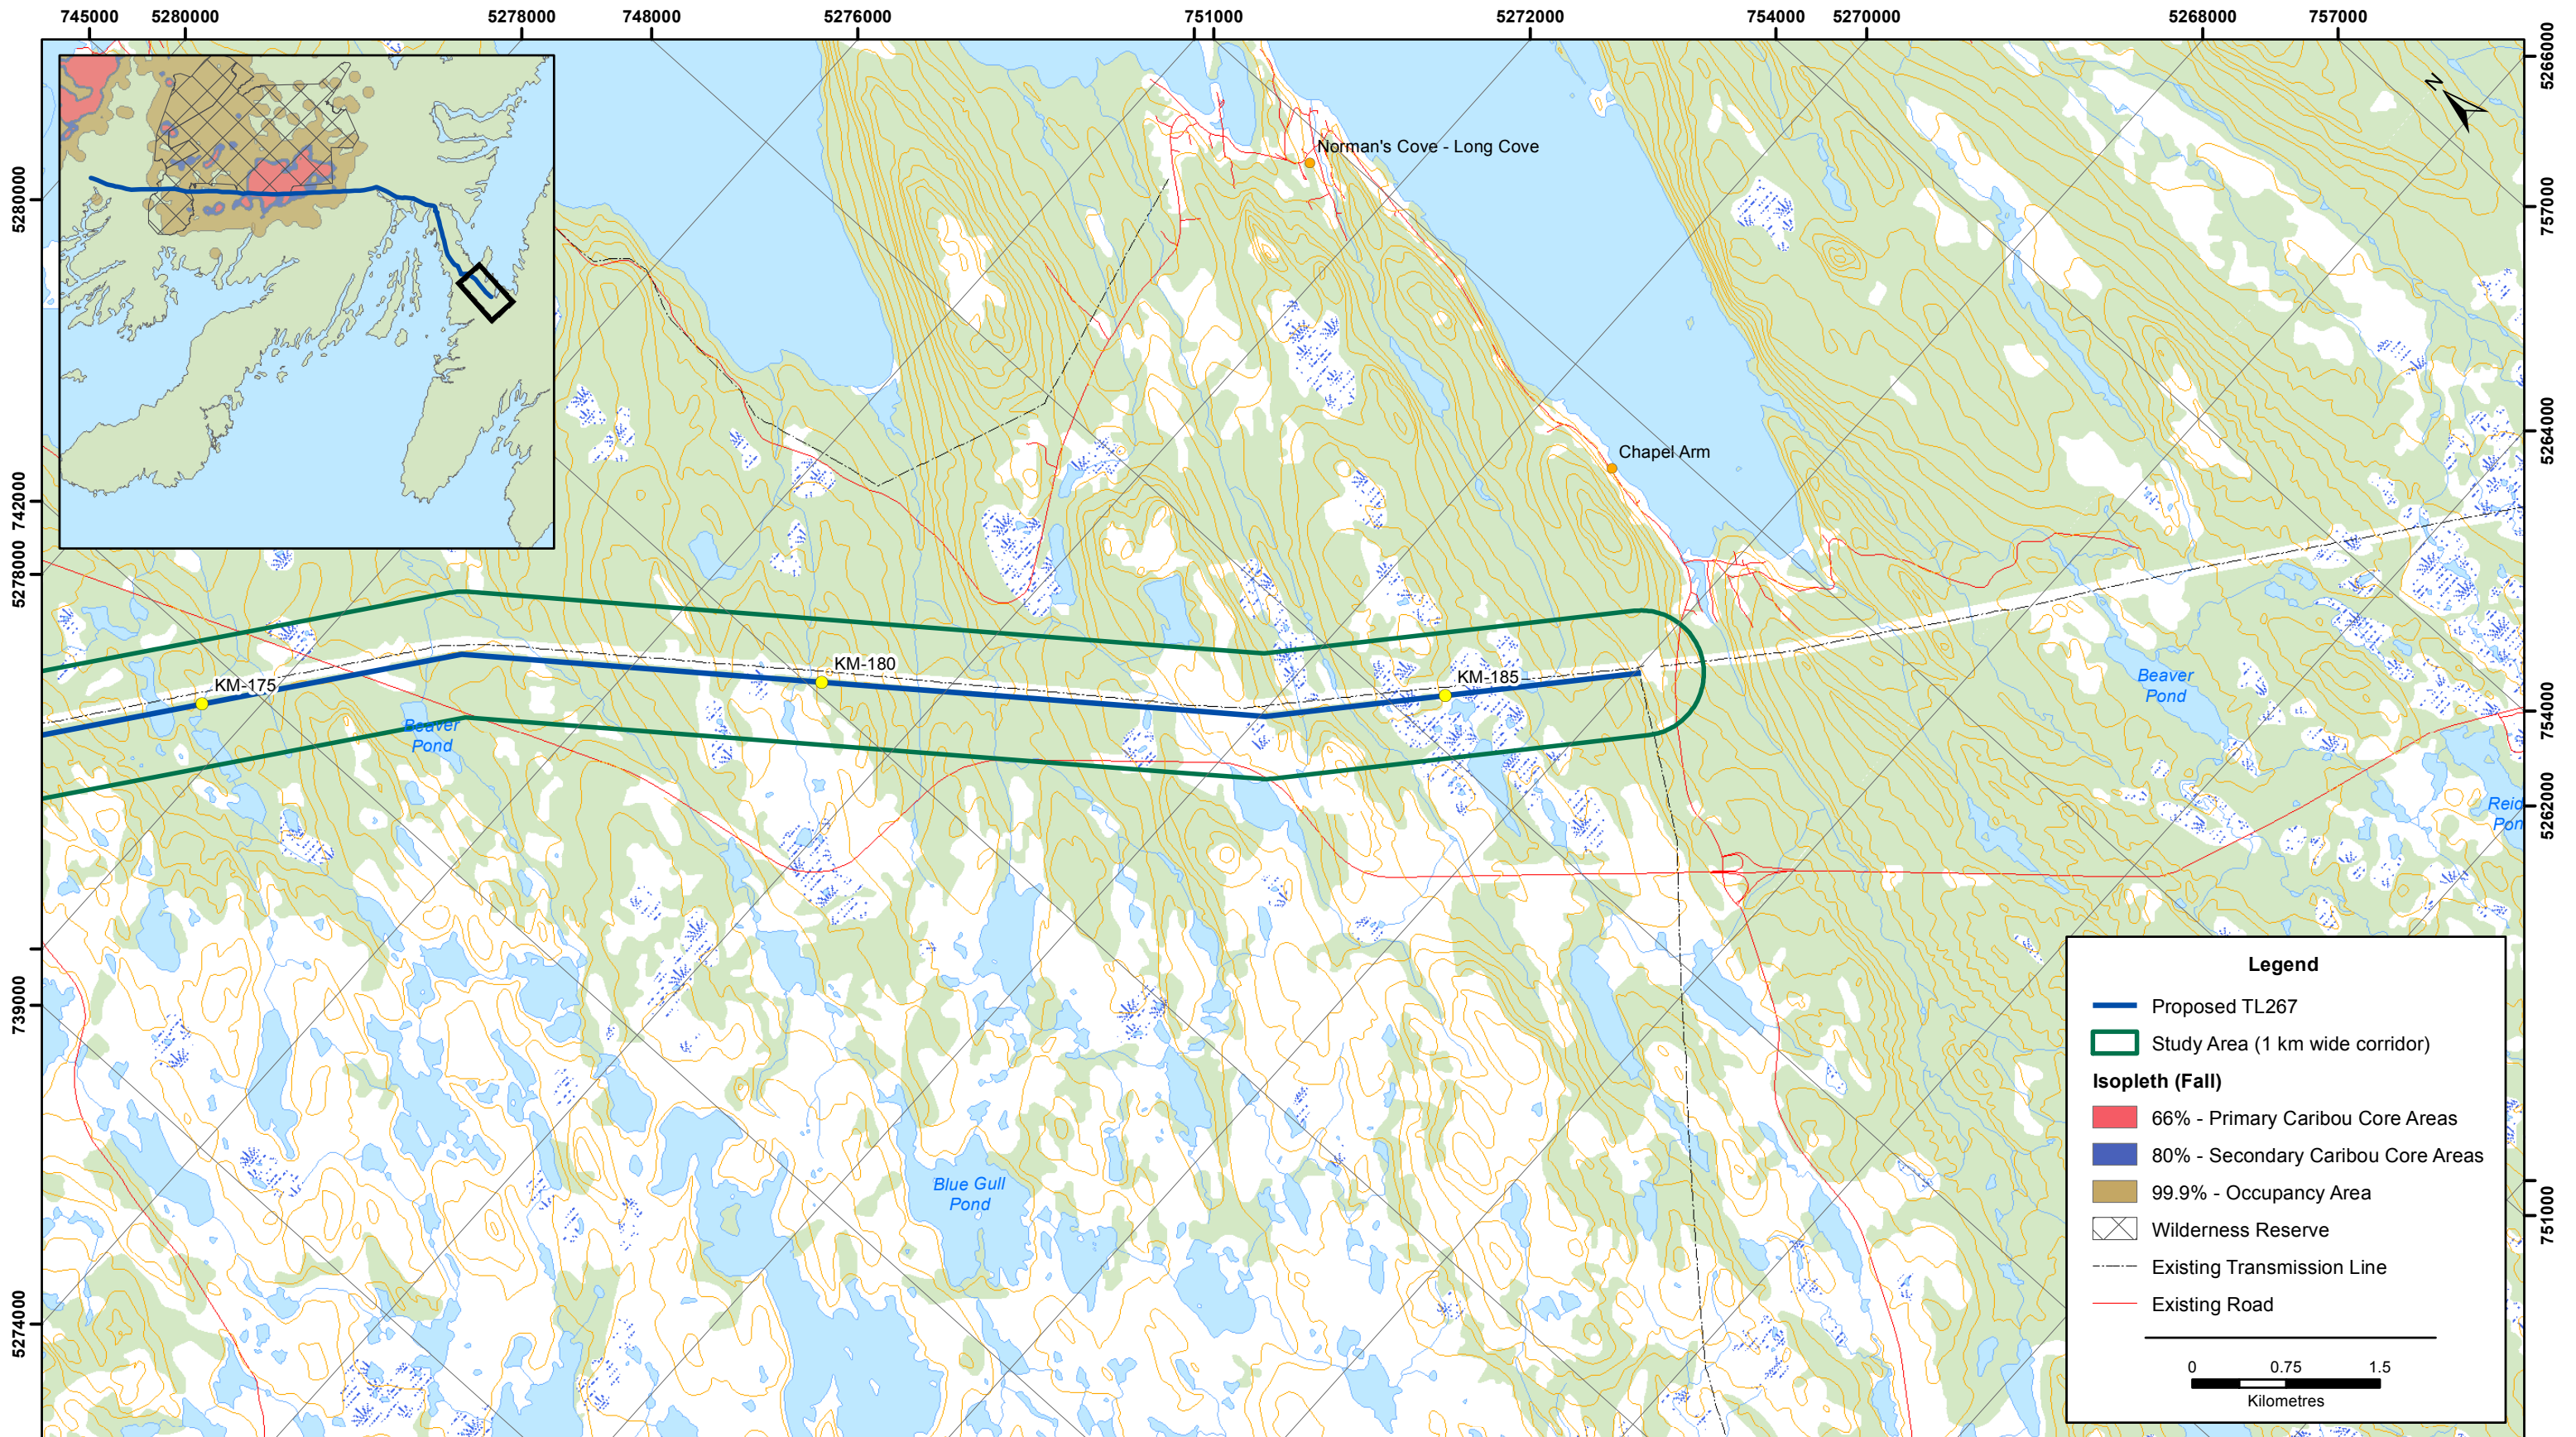 745000
5280000
5278000
748000
5276000
751000
5272000
754000
5270000
5268000
757000
5266000
757000
5264000
754000
5262000
751000
5280000
742000
5278000
739000
5274000
N
Norman's Cove - Long Cove
Chapel Arm
KM-175
KM-180
KM-185
Beaver
Pond
Beaver
Pond
Reid
Pon
Blue Gull
Pond
Legend
Proposed TL267
Study Area (1 km wide corridor)
Isopleth (Fall)
66% - Primary Caribou Core Areas
80% - Secondary Caribou Core Areas
99.9% - Occupancy Area
Wilderness Reserve
Existing Transmission Line
Existing Road
0 0.75 1.5
Kilometres